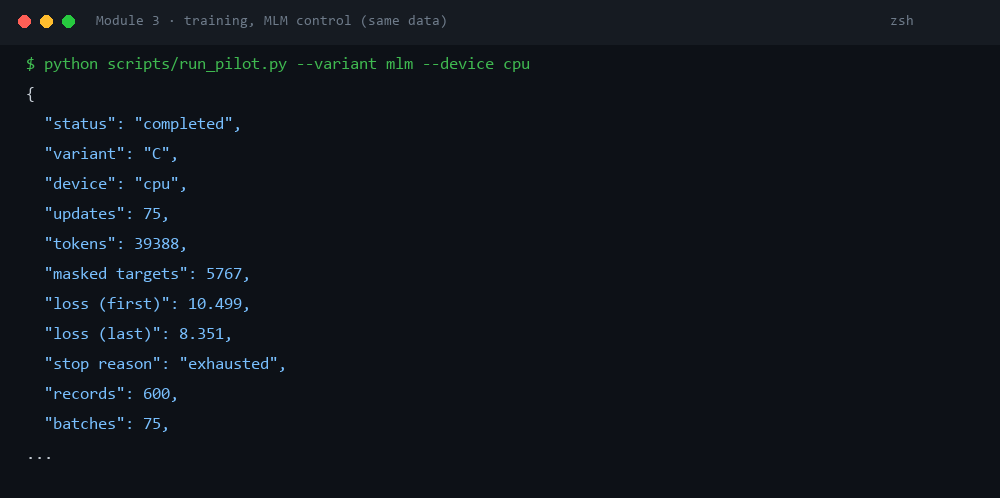 Module 3 · training, MLM control (same data)
zsh
$ python scripts/run_pilot.py --variant mlm --device cpu
{
"status": "completed",
"variant": "C",
"device": "cpu",
"updates": 75,
"tokens": 39388,
"masked targets": 5767,
"loss (first)": 10.499,
"loss (last)": 8.351,
"stop reason": "exhausted",
"records": 600,
"batches": 75,
...